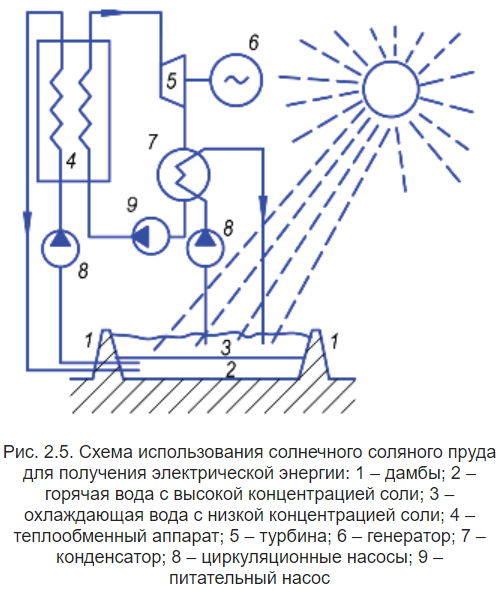 6
5
7
4
9
8
8
1
3
1
2
Рис. 2.5. Схема использования солнечного соляного пруда
для получения электрической энергии: 1 – дамбы; 2 –
горячая вода с высокой концентрацией соли; 3 –
охлаждающая вода с низкой концентрацией соли; 4 –
теплообменный аппарат; 5 – турбина; 6 – генератор; 7 –
конденсатор; 8 – циркуляционные насосы; 9 –
питательный насос